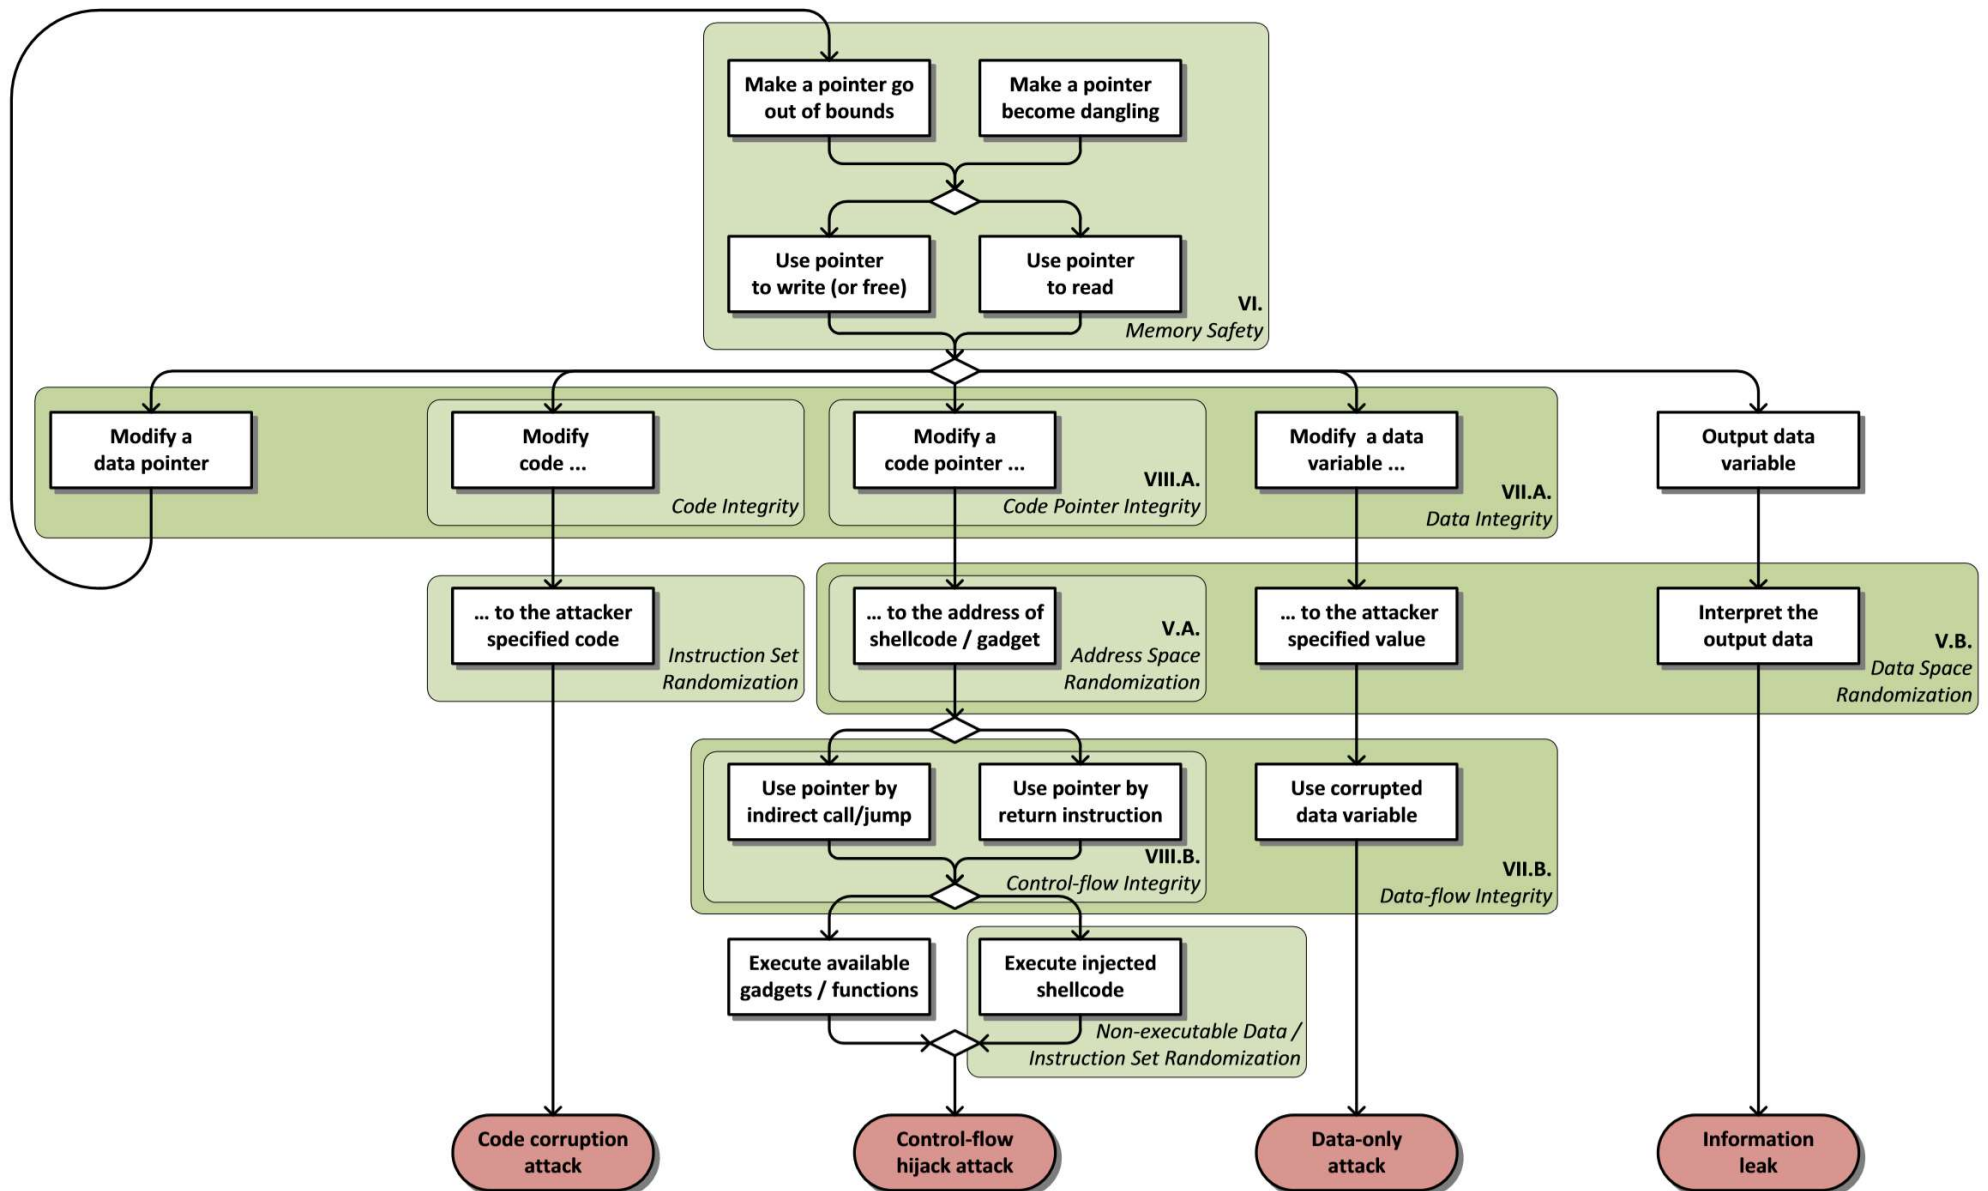 Make a pointer go
out of bounds
Make a pointer
become dangling
Use pointer
to write (or free)
Use pointer
to read
VI.
Memory Safety
Modify a
data pointer
Modify
code ...
Code Integrity
Modify a
code pointer ...
VIII.A.
Code Pointer Integrity
Modify a data
variable ...
VII.A.
Data Integrity
Output data
variable
... to the attacker
specified code
Instruction Set
Randomization
... to the address of
shellcode / gadget
V.A.
Address Space
Randomization
... to the attacker
specified value
Interpret the
output data
V.B.
Data Space
Randomization
Use pointer by
indirect call/jump
Use pointer by
return instruction
VIII.B.
Control-flow Integrity
Use corrupted
data variable
VII.B.
Data-flow Integrity
Execute available
gadgets / functions
Execute injected
shellcode
Non-executable Data /
Instruction Set Randomization
Code corruption
attack
Control-flow
hijack attack
Data-only
attack
Information
leak